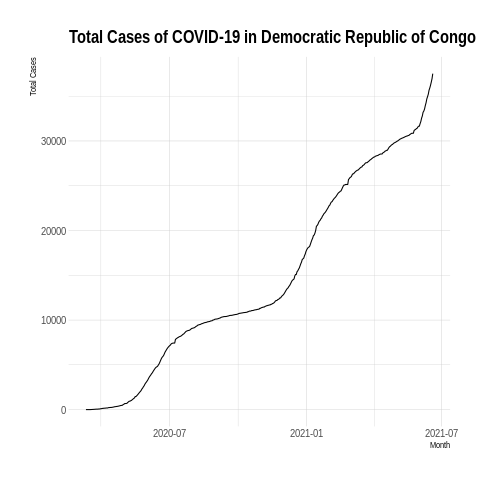 Total Cases of COVID-19 in Democratic Republic of Congo
Total Cases
30000
20000
10000
0
2020-07
2021-01
2021-07
Month